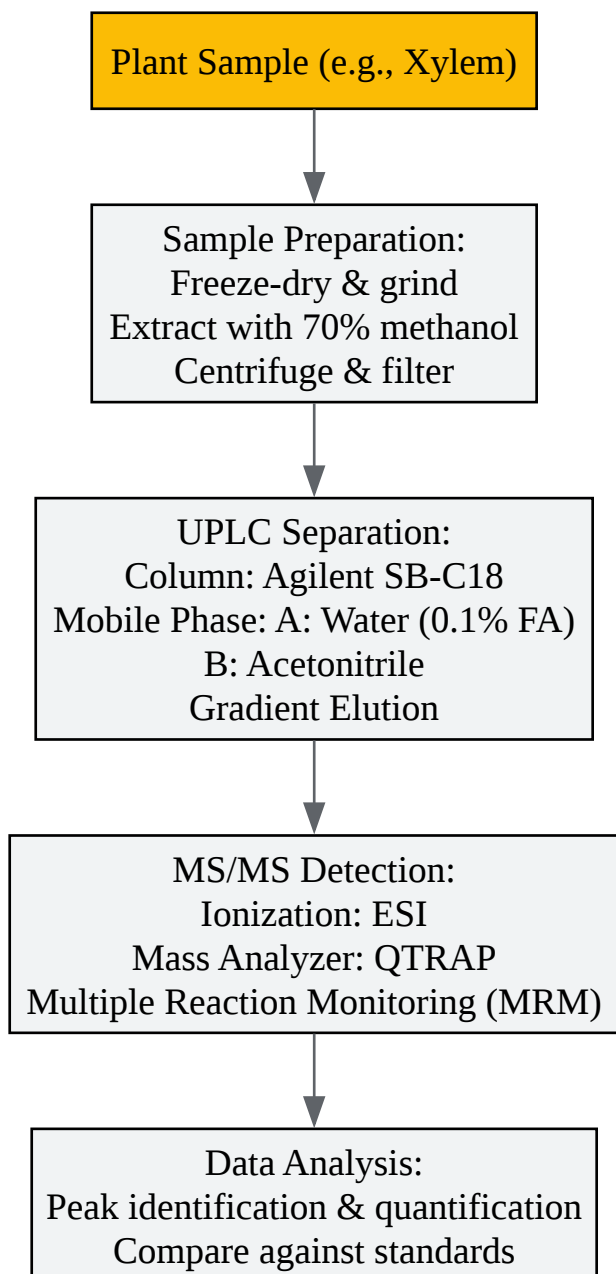 Plant Sample (e.g., Xylem)
Sample Preparation:
Freeze-dry & grind
Extract with 70% methanol
Centrifuge & filter
UPLC Separation:
Column: Agilent SB-C18
Mobile Phase: A: Water (0.1% FA)
B: Acetonitrile
Gradient Elution
MS/MS Detection:
Ionization: ESI
Mass Analyzer: QTRAP
Multiple Reaction Monitoring (MRM)
Data Analysis:
Peak identification & quantification
Compare against standards